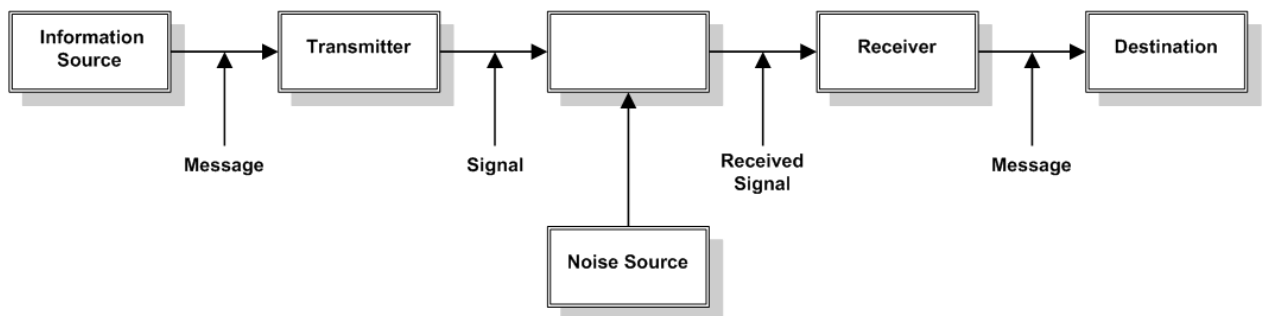 Information
Source
Transmitter
Receiver
Destination
Message
Signal
Received
Signal
Message
Noise Source